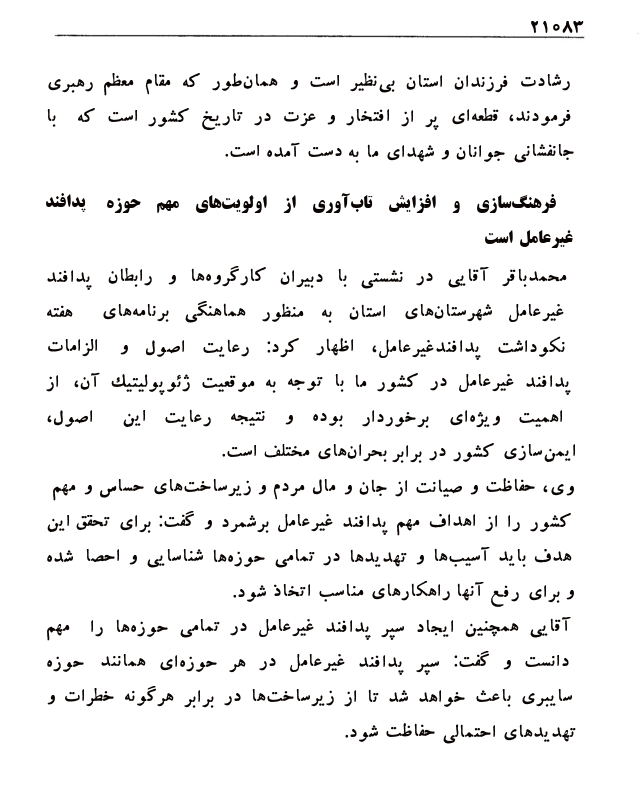 ۲۱۰۸۳
رشادت فرزندان استان بی‌نظیر است و همان‌طور که مقام معظم رهبری
فرمودند، قطعه‌ای پر از افتخار و عزت در تاریخ کشور است که با
جانفشانی جوانان و شهدای ما به دست آمده است.
فرهنگ‌سازی و افزایش تاب‌آوری از اولویت‌های مهم حوزه پدافند
غیرعامل است
محمدباقر آقایی در نشستی با دبیران کارگروه‌ها و رابطان پدافند
غیرعامل شهرستان‌های استان به منظور هماهنگی برنامه‌های هفته
نکوداشت پدافندغیرعامل، اظهار کرد: رعایت اصول و الزامات
پدافند غیرعامل در کشور ما با توجه به موقعیت ژئوپولیتیك آن، از
اهمیت ویژه‌ای برخوردار بوده و نتیجه رعایت این اصول،
ایمن‌سازی کشور در برابر بحران‌های مختلف است.
وی، حفاظت و صیانت از جان و مال مردم و زیرساخت‌های حساس و مهم
کشور را از اهداف مهم پدافند غیرعامل برشمرد و گفت: برای تحقق این
هدف باید آسیب‌ها و تهدیدها در تمامی حوزه‌ها شناسایی و احصا شده
و برای رفع آنها راهکارهای مناسب اتخاذ شود.
آقایی همچنین ایجاد سپر پدافند غیرعامل در تمامی حوزه‌ها را مهم
دانست و گفت: سپر پدافند غیرعامل در هر حوزه‌ای همانند حوزه
سایبری باعث خواهد شد تا از زیرساخت‌ها در برابر هرگونه خطرات و
تهدیدهای احتمالی حفاظت شود.